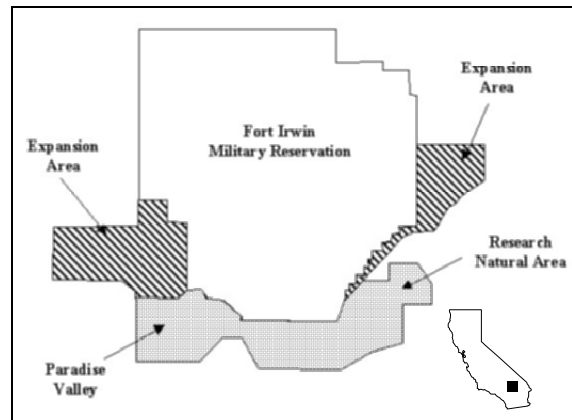 Expansion
Area
Fort Irwin
Military Reservation
Expansion
Area
Research
Natural Area
Paradise
Valley